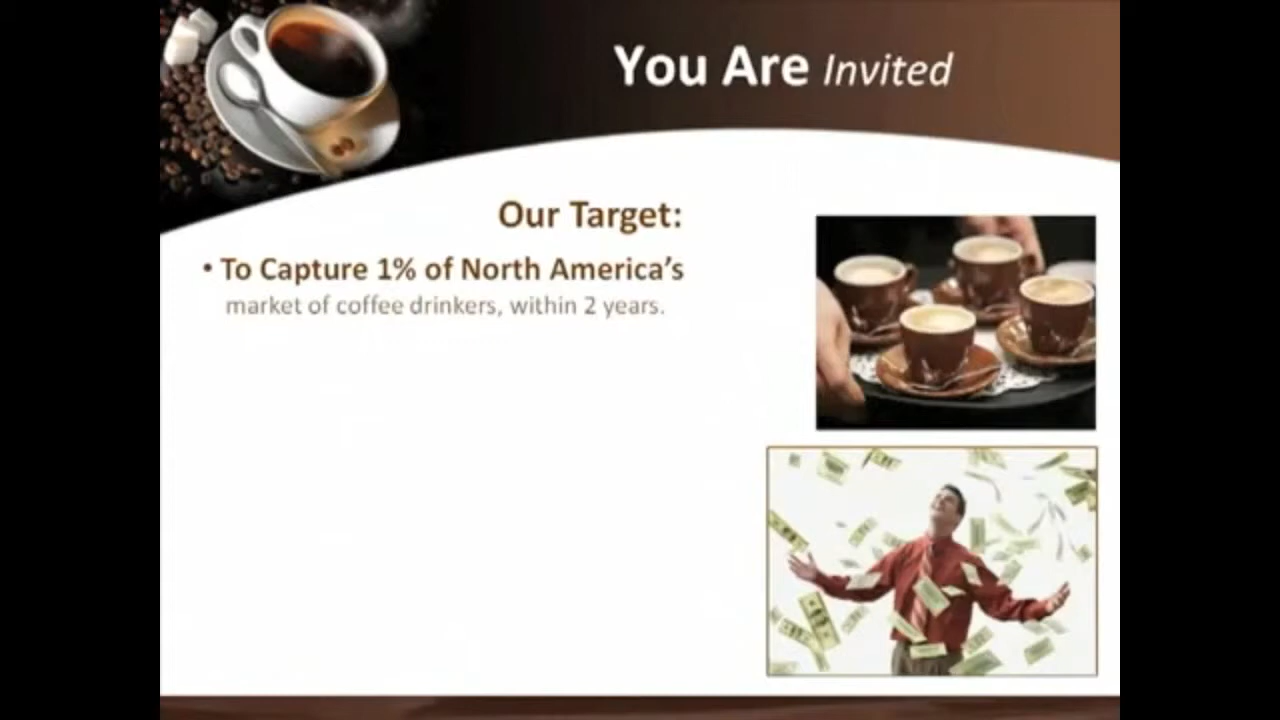 You Are Invited
Our Target:
• To Capture 1% of North America's
market of coffee drinkers, within 2 years.